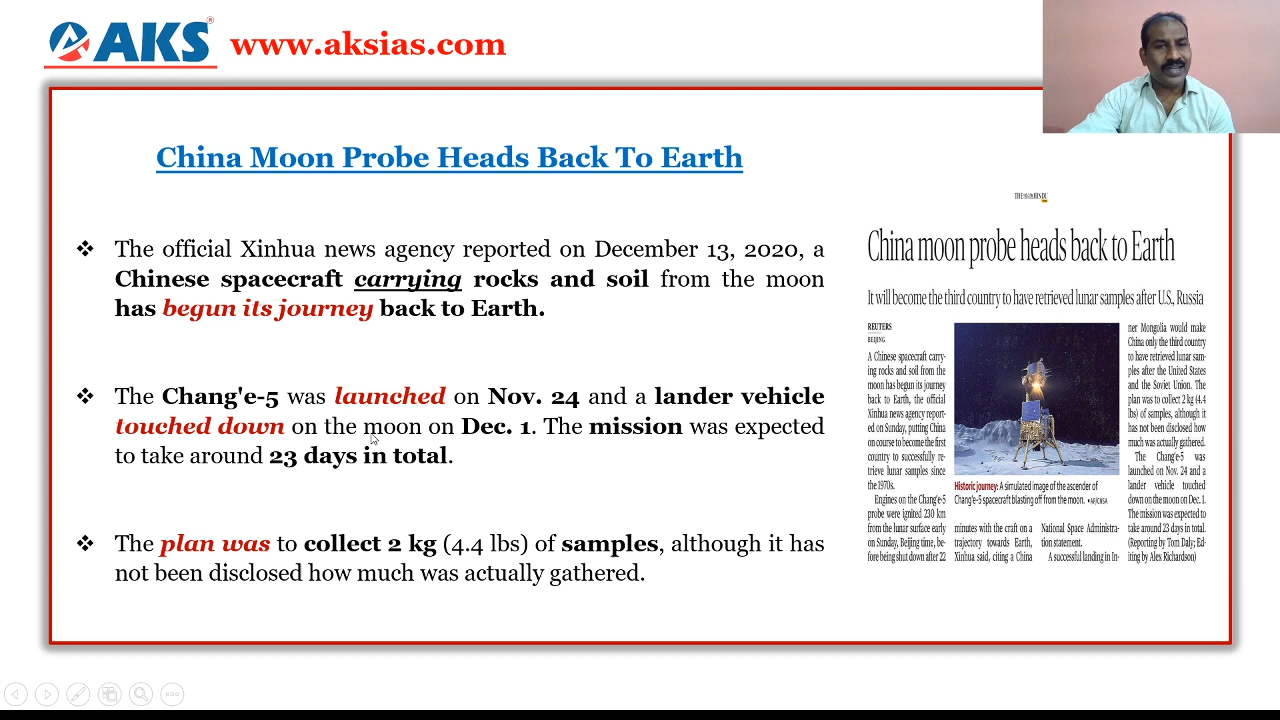 AKS®
www.aksias.com
China Moon Probe Heads Back To Earth
❖ The official Xinhua news agency reported on December 13, 2020, a
Chinese spacecraft carrying rocks and soil from the moon
has begun its journey back to Earth.
❖ The Chang'e-5 was launched on Nov. 24 and a lander vehicle
touched down on the moon on Dec. 1. The mission was expected
to take around 23 days in total.
❖ The plan was to collect 2 kg (4.4 lbs) of samples, although it has
not been disclosed how much was actually gathered.
THE HINDU
China moon probe heads back to Earth
It will become the third country to have retrieved lunar samples after U.S., Russia
REUTERS
BEIJING
A Chinese spacecraft carry-
ing rocks and soil from the
moon has begun its journey
back to Earth, the official
Xinhua news agency report-
ed on Sunday, putting China
on course to become the first
country to successfully re-
trieve lunar samples since
the 1970s.
Engines on the Chang'e-5
probe were ignited 230 km
from the lunar surface early
on Sunday, Beijing time, be-
fore being shut down after 22
Historic journey: A simulated image of the ascender of
Chang'e-5 spacecraft blasting off from the moon. •AP/CNSA
minutes with the craft on a
trajectory towards Earth,
Xinhua said, citing a China
National Space Administra-
tion statement.
A successful landing in In-
ner Mongolia would make
China only the third country
to have retrieved lunar sam-
ples after the United States
and the Soviet Union. The
plan was to collect 2 kg (4.4
lbs) of samples, although it
has not been disclosed how
much was actually gathered.
The Chang'e-5 was
launched on Nov. 24 and a
lander vehicle touched
down on the moon on Dec. 1.
The mission was expected to
take around 23 days in total.
(Reporting by Tom Daly; Ed-
iting by Alex Richardson)